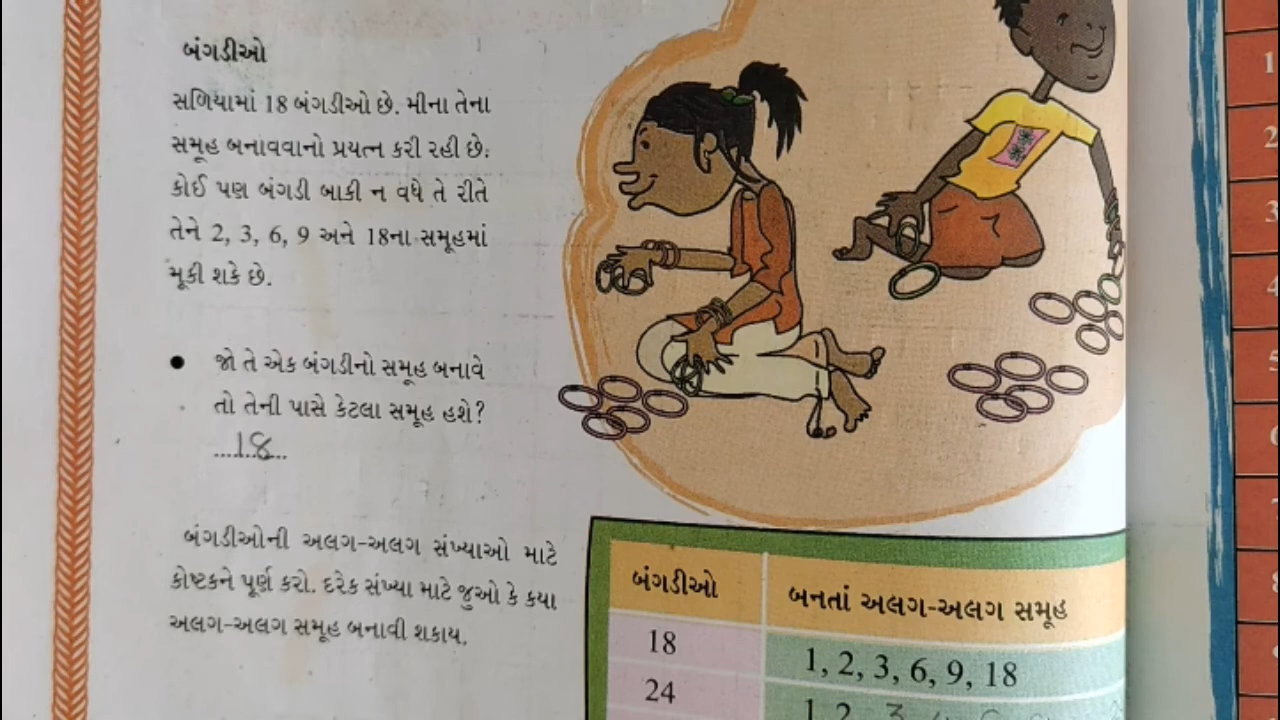 બંગડીઓ
સળિયામાં 18 બંગડીઓ છે. મીના તેના
સમૂહ બનાવવાનો પ્રયત્ન કરી રહી છે.
કોઈ પણ બંગડી બાકી ન વધે તે રીતે
તેને 2, 3, 6, 9 અને 18ના સમૂહમાં
મૂકી શકે છે.
• જો તે એક બંગડીનો સમૂહ બનાવે
તો તેની પાસે કેટલા સમૂહ હશે?
18
બંગડીઓની અલગ-અલગ સંખ્યાઓ માટે
કોષ્ટકને પૂર્ણ કરો. દરેક સંખ્યા માટે જુઓ કે કયા
અલગ-અલગ સમૂહ બનાવી શકાય.
બંગડીઓ બનતાં અલગ-અલગ સમૂહ
18 1, 2, 3, 6, 9, 18
24 1, 2
1
2
3
4
5